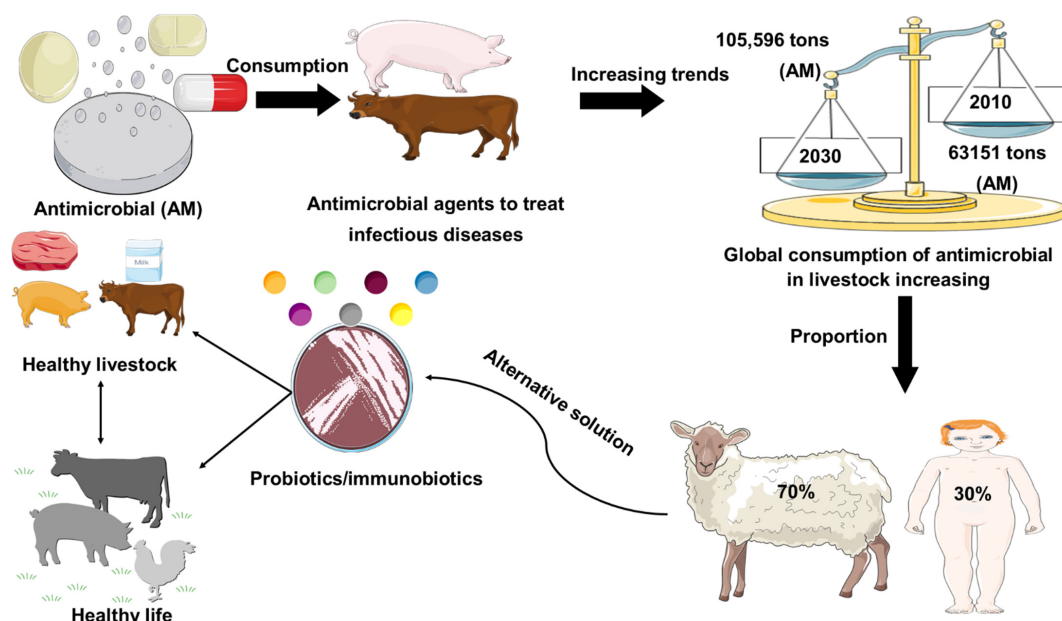 Consumption
Increasing trends
105,596 tons
(AM)
2030
2010
63151 tons
(AM)
Antimicrobial (AM)
Antimicrobial agents to treat
infectious diseases
Global consumption of antimicrobial
in livestock increasing
Proportion
70%
30%
Alternative solution
Probiotics/immunobiotics
Milk
Healthy livestock
Healthy life